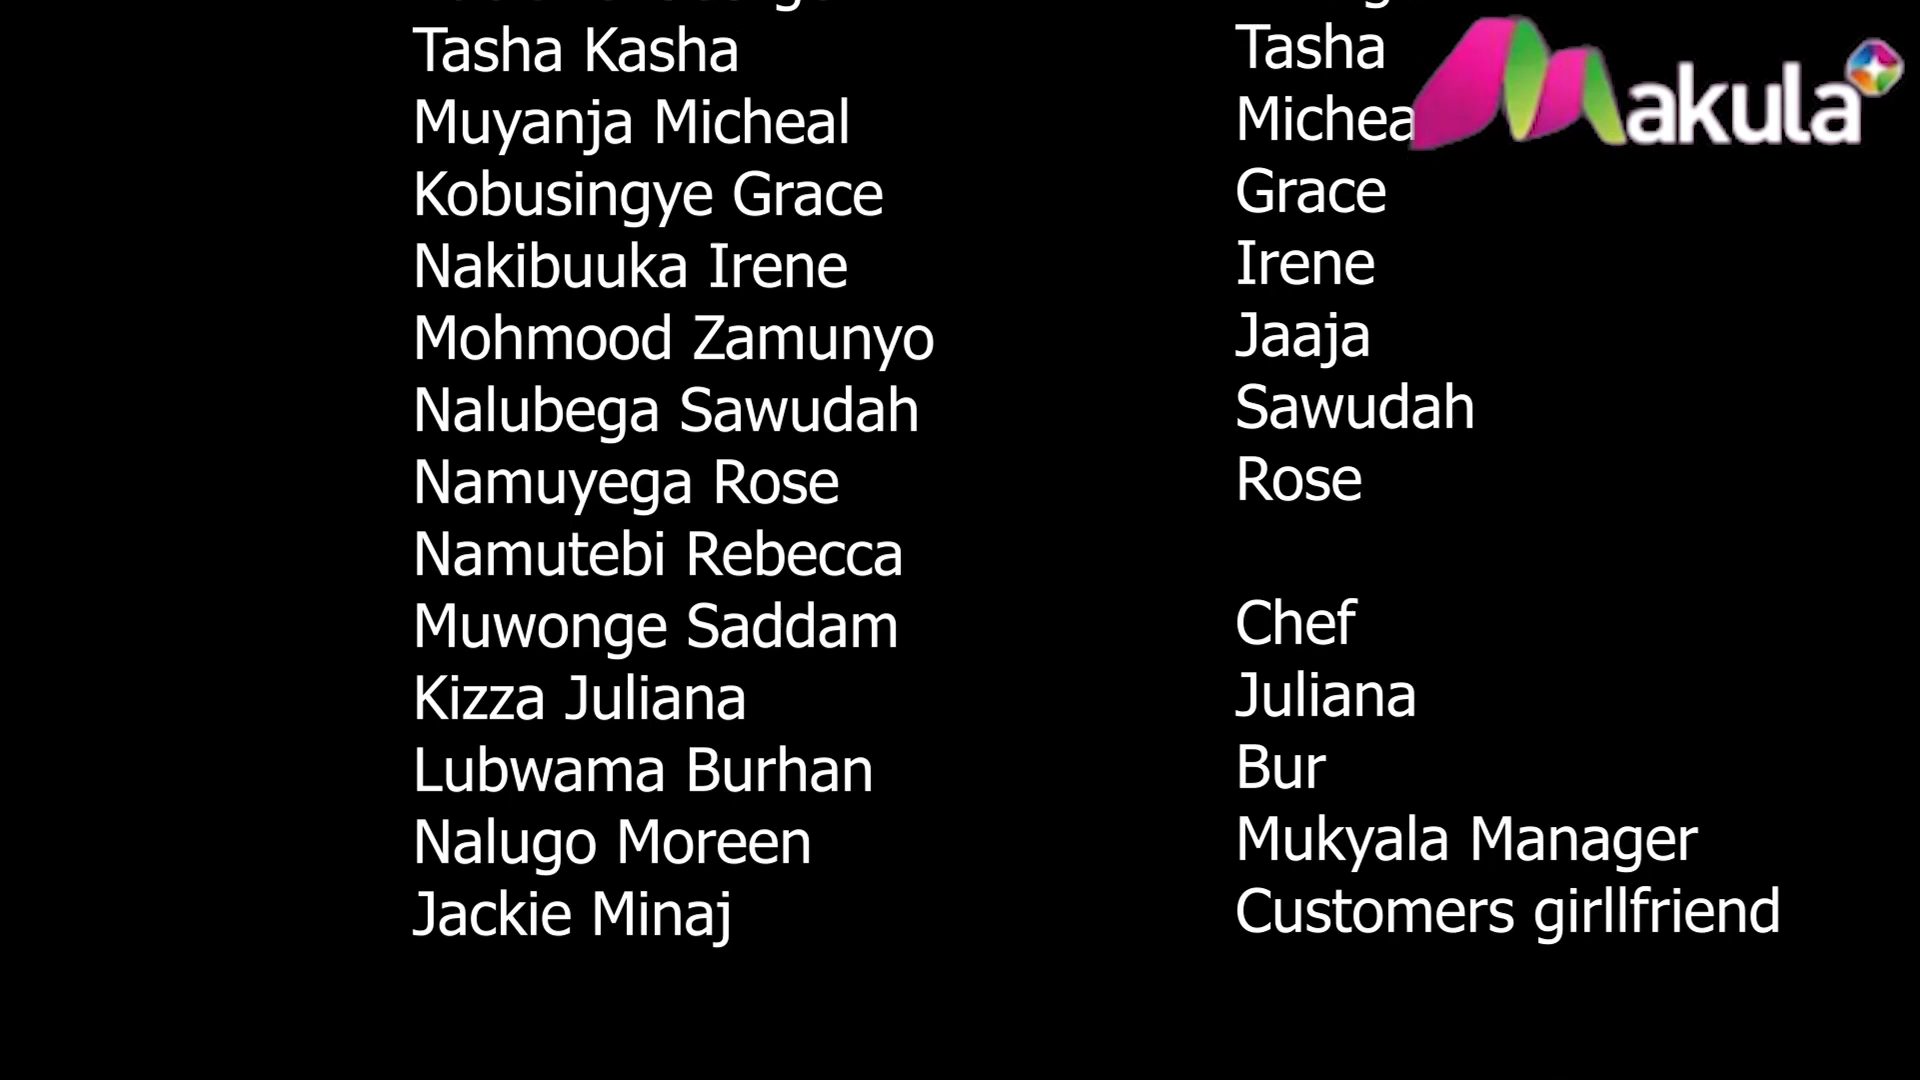 Tasha Kasha Tasha
Muyanja Micheal Michea
Kobusingye Grace Grace
Nakibuuka Irene Irene
Mohmood Zamunyo Jaaja
Nalubega Sawudah Sawudah
Namuyega Rose Rose
Namutebi Rebecca
Muwonge Saddam Chef
Kizza Juliana Juliana
Lubwama Burhan Bur
Nalugo Moreen Mukyala Manager
Jackie Minaj Customers girllfriend
Makula